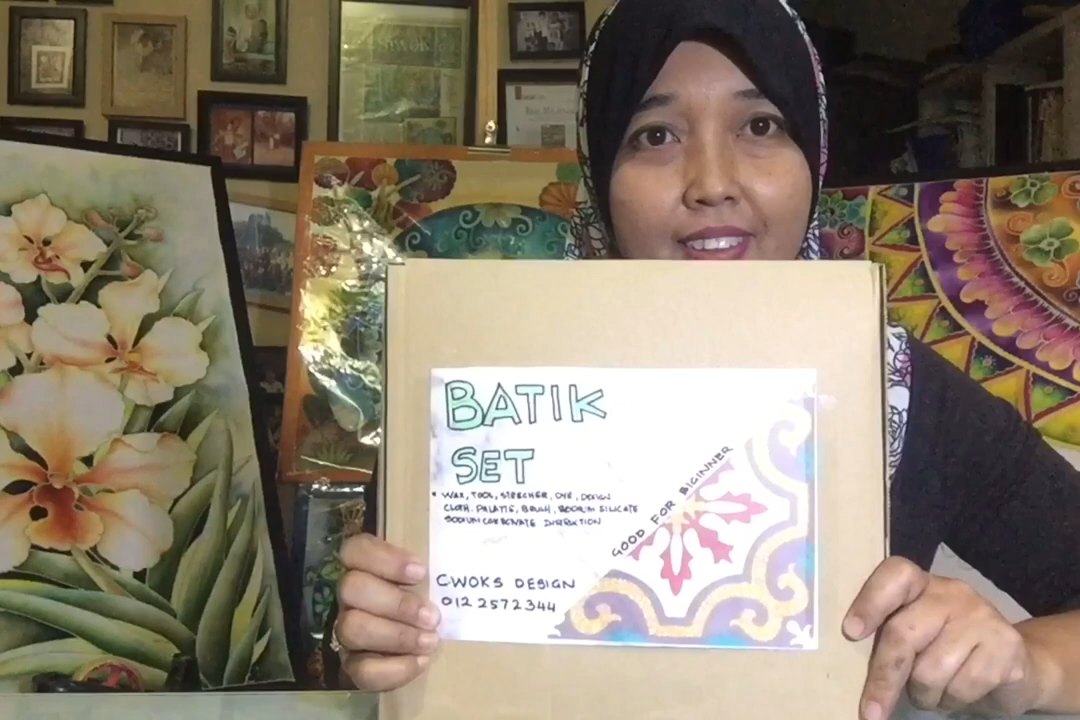 BATIK
SET
• WAX, TOOL, STRECHER, DYE, DESIGN
CLOTH, PALATTE, BRUSH, SODIUM SILICATE
SODIUM CARBONATE INSTRUCTION
GOOD FOR BIGINNER
CWOKS DESIGN
012 2572344